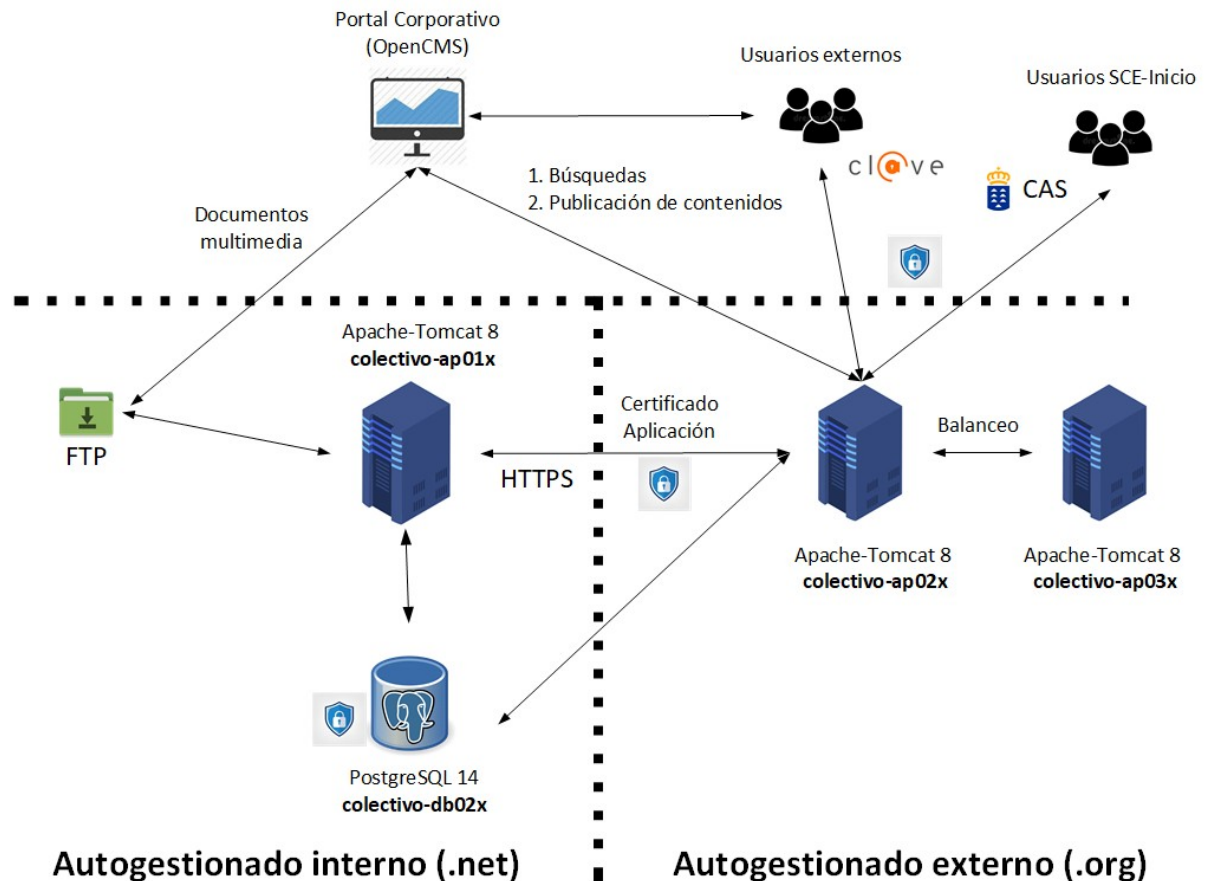 Portal Corporativo
(OpenCMS)
Usuarios externos
Usuarios SCE-Inicio
cl@ve
CAS
1. Búsquedas
2. Publicación de contenidos
Documentos
multimedia
Apache-Tomcat 8
colectivo-ap01x
FTP
Certificado
Aplicación
HTTPS
Balanceo
Apache-Tomcat 8
colectivo-ap02x
Apache-Tomcat 8
colectivo-ap03x
PostgreSQL 14
colectivo-db02x
Autogestionado interno (.net)
Autogestionado externo (.org)